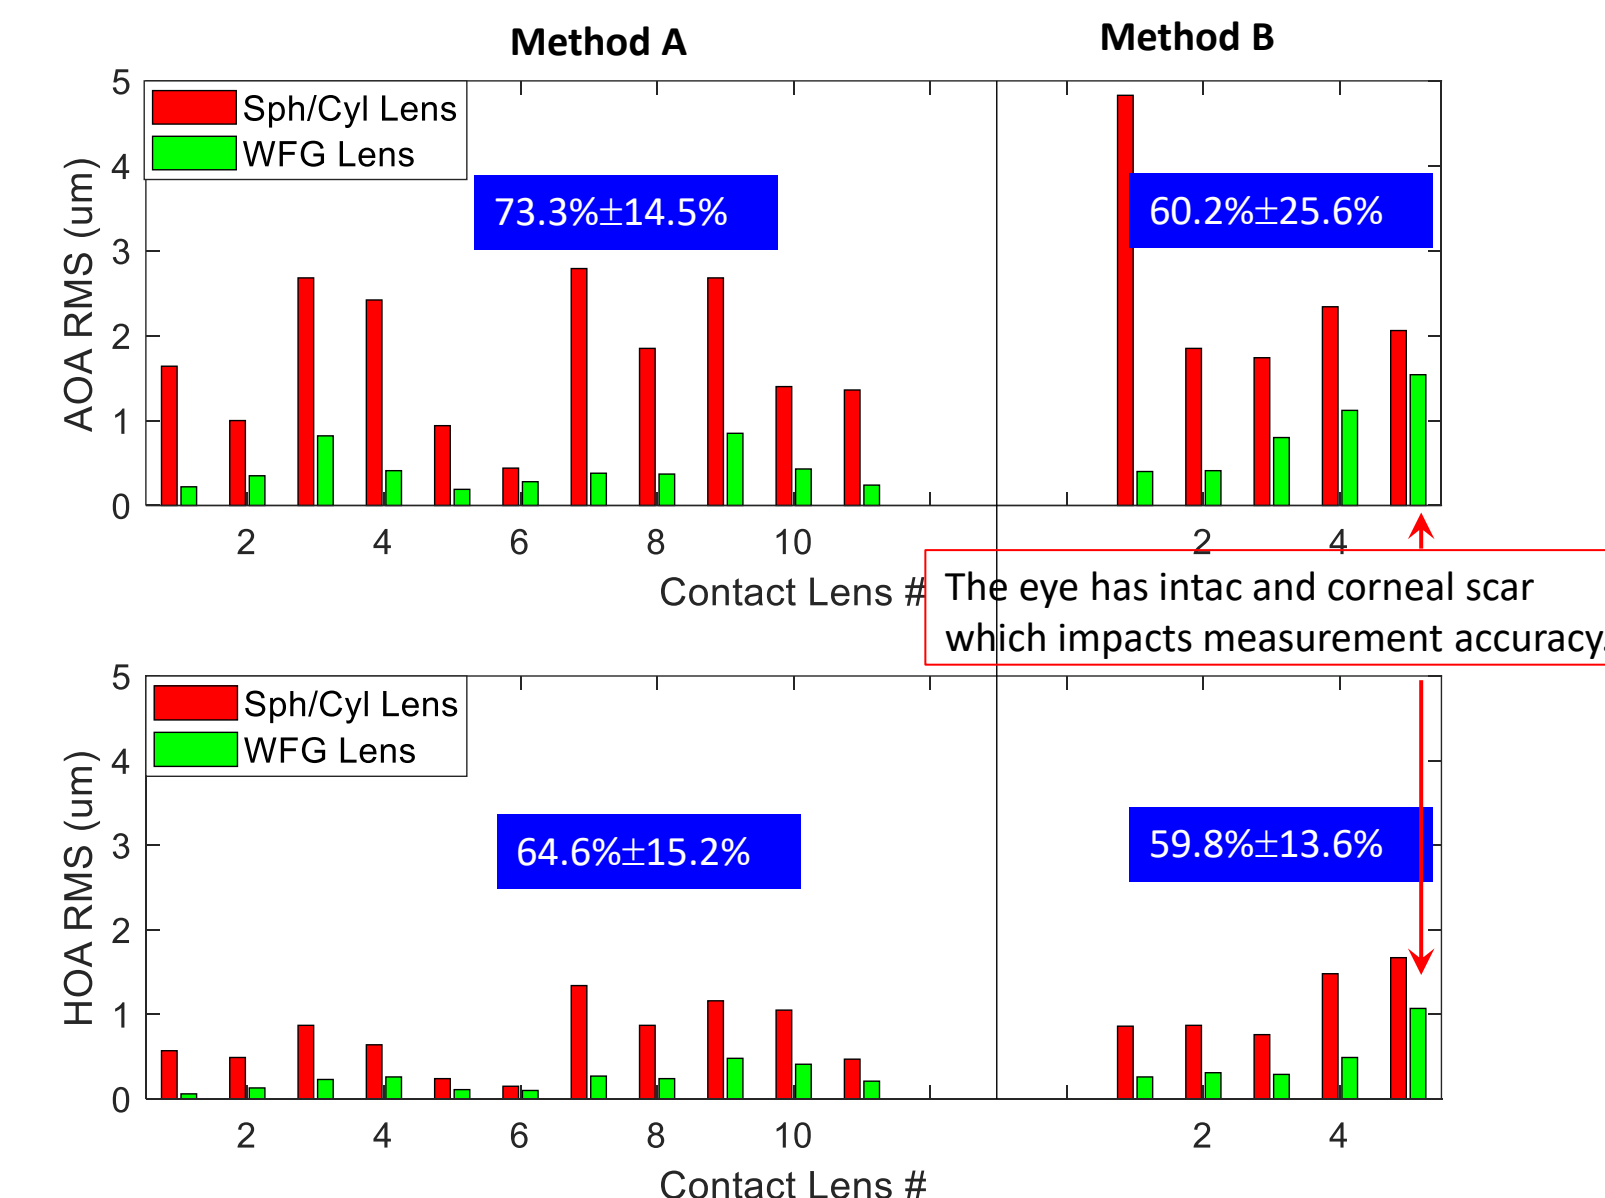 Method A
Method B
5
4
3
2
1
0
AOA RMS (um)
Sph/Cyl Lens
WFG Lens
73.3%±14.5%
60.2%±25.6%
2 4 6 8 10 2 4
Contact Lens #
The eye has intac and corneal scar
which impacts measurement accuracy.
5
4
3
2
1
0
HOA RMS (um)
Sph/Cyl Lens
WFG Lens
64.6%±15.2%
59.8%±13.6%
2 4 6 8 10 2 4
Contact Lens #